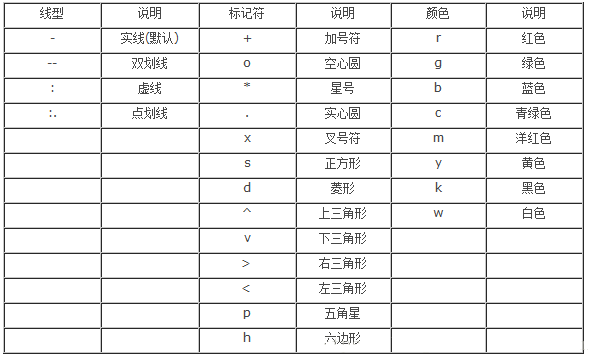 线型 说明 标记符 说明 颜色 说明
- 实线(默认) + 加号符 r 红色
-- 双划线 o 空心圆 g 绿色
: 虚线 * 星号 b 蓝色
:. 点划线 . 实心圆 c 青绿色
x 叉号符 m 洋红色
s 正方形 y 黄色
d 菱形 k 黑色
^ 上三角形 w 白色
v 下三角形
> 右三角形
< 左三角形
p 五角星
h 六边形